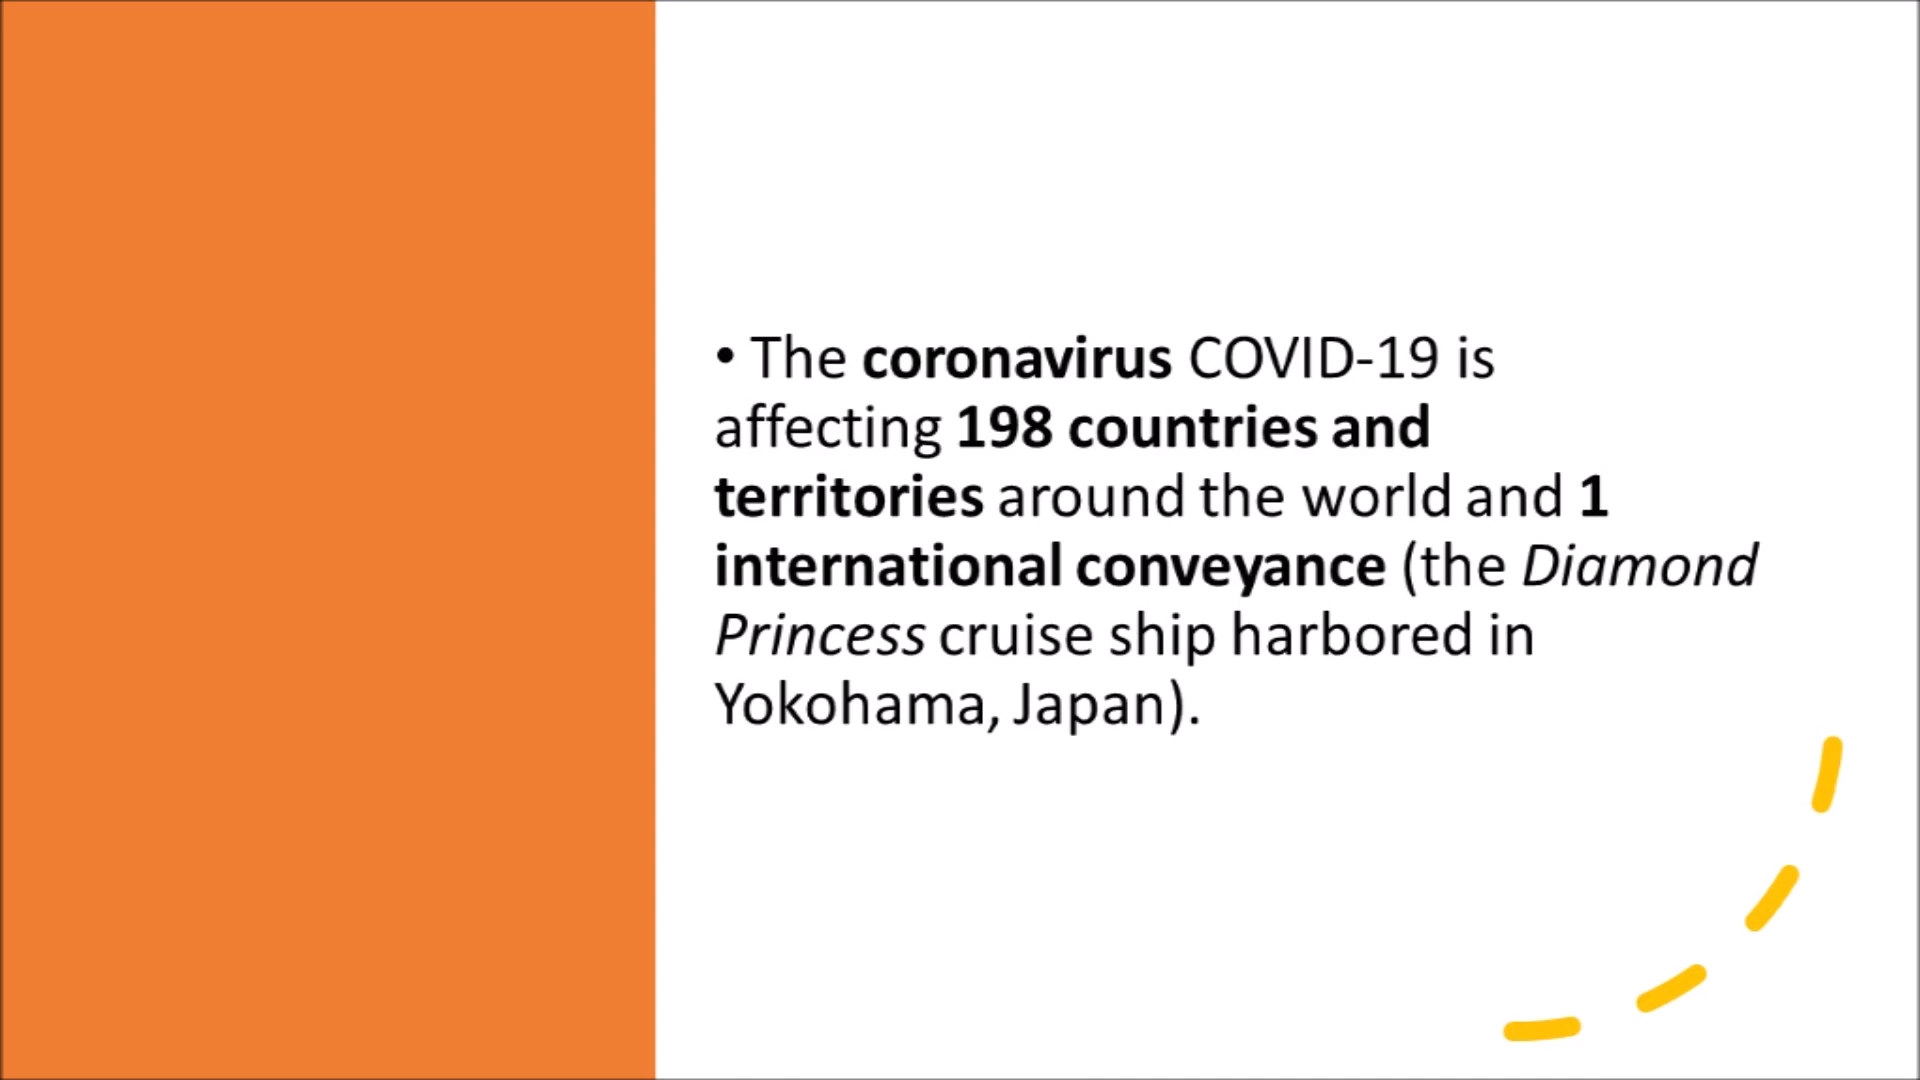 • The coronavirus COVID-19 is
affecting 198 countries and
territories around the world and 1
international conveyance (the Diamond
Princess cruise ship harbored in
Yokohama, Japan).